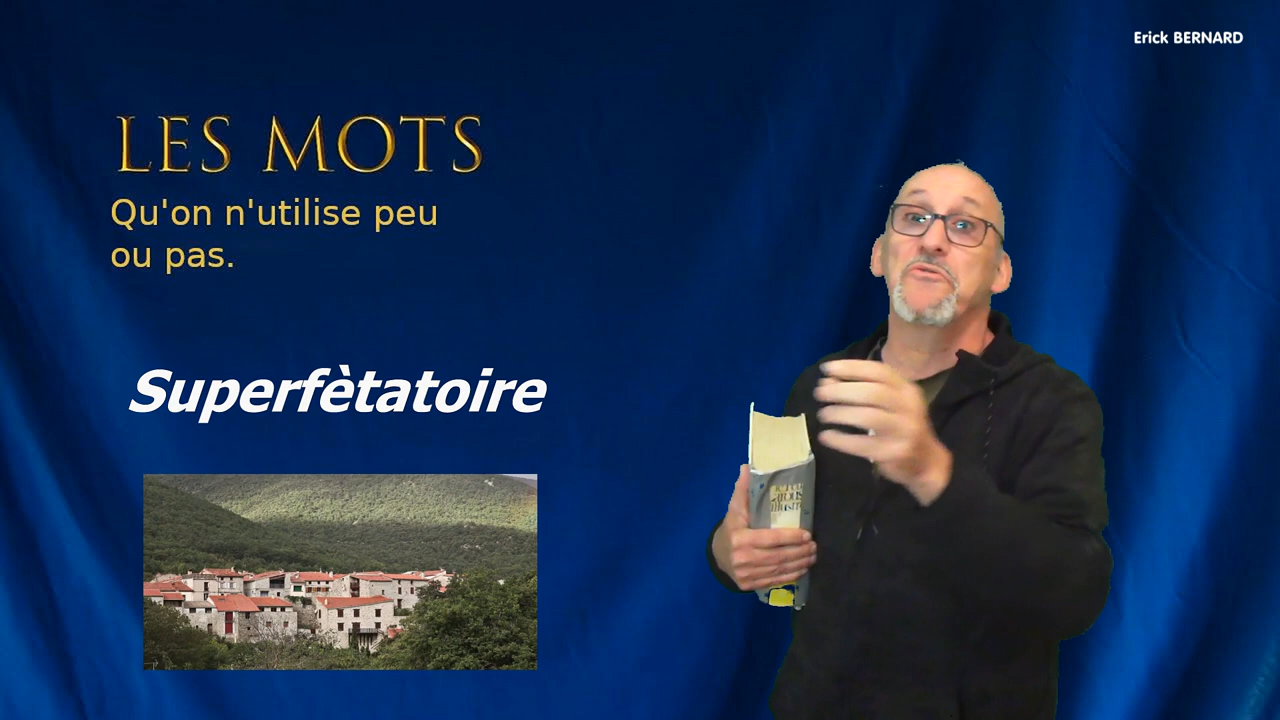 Erick BERNARD
LES MOTS
Qu'on n'utilise peu
ou pas.
Superfètatoire